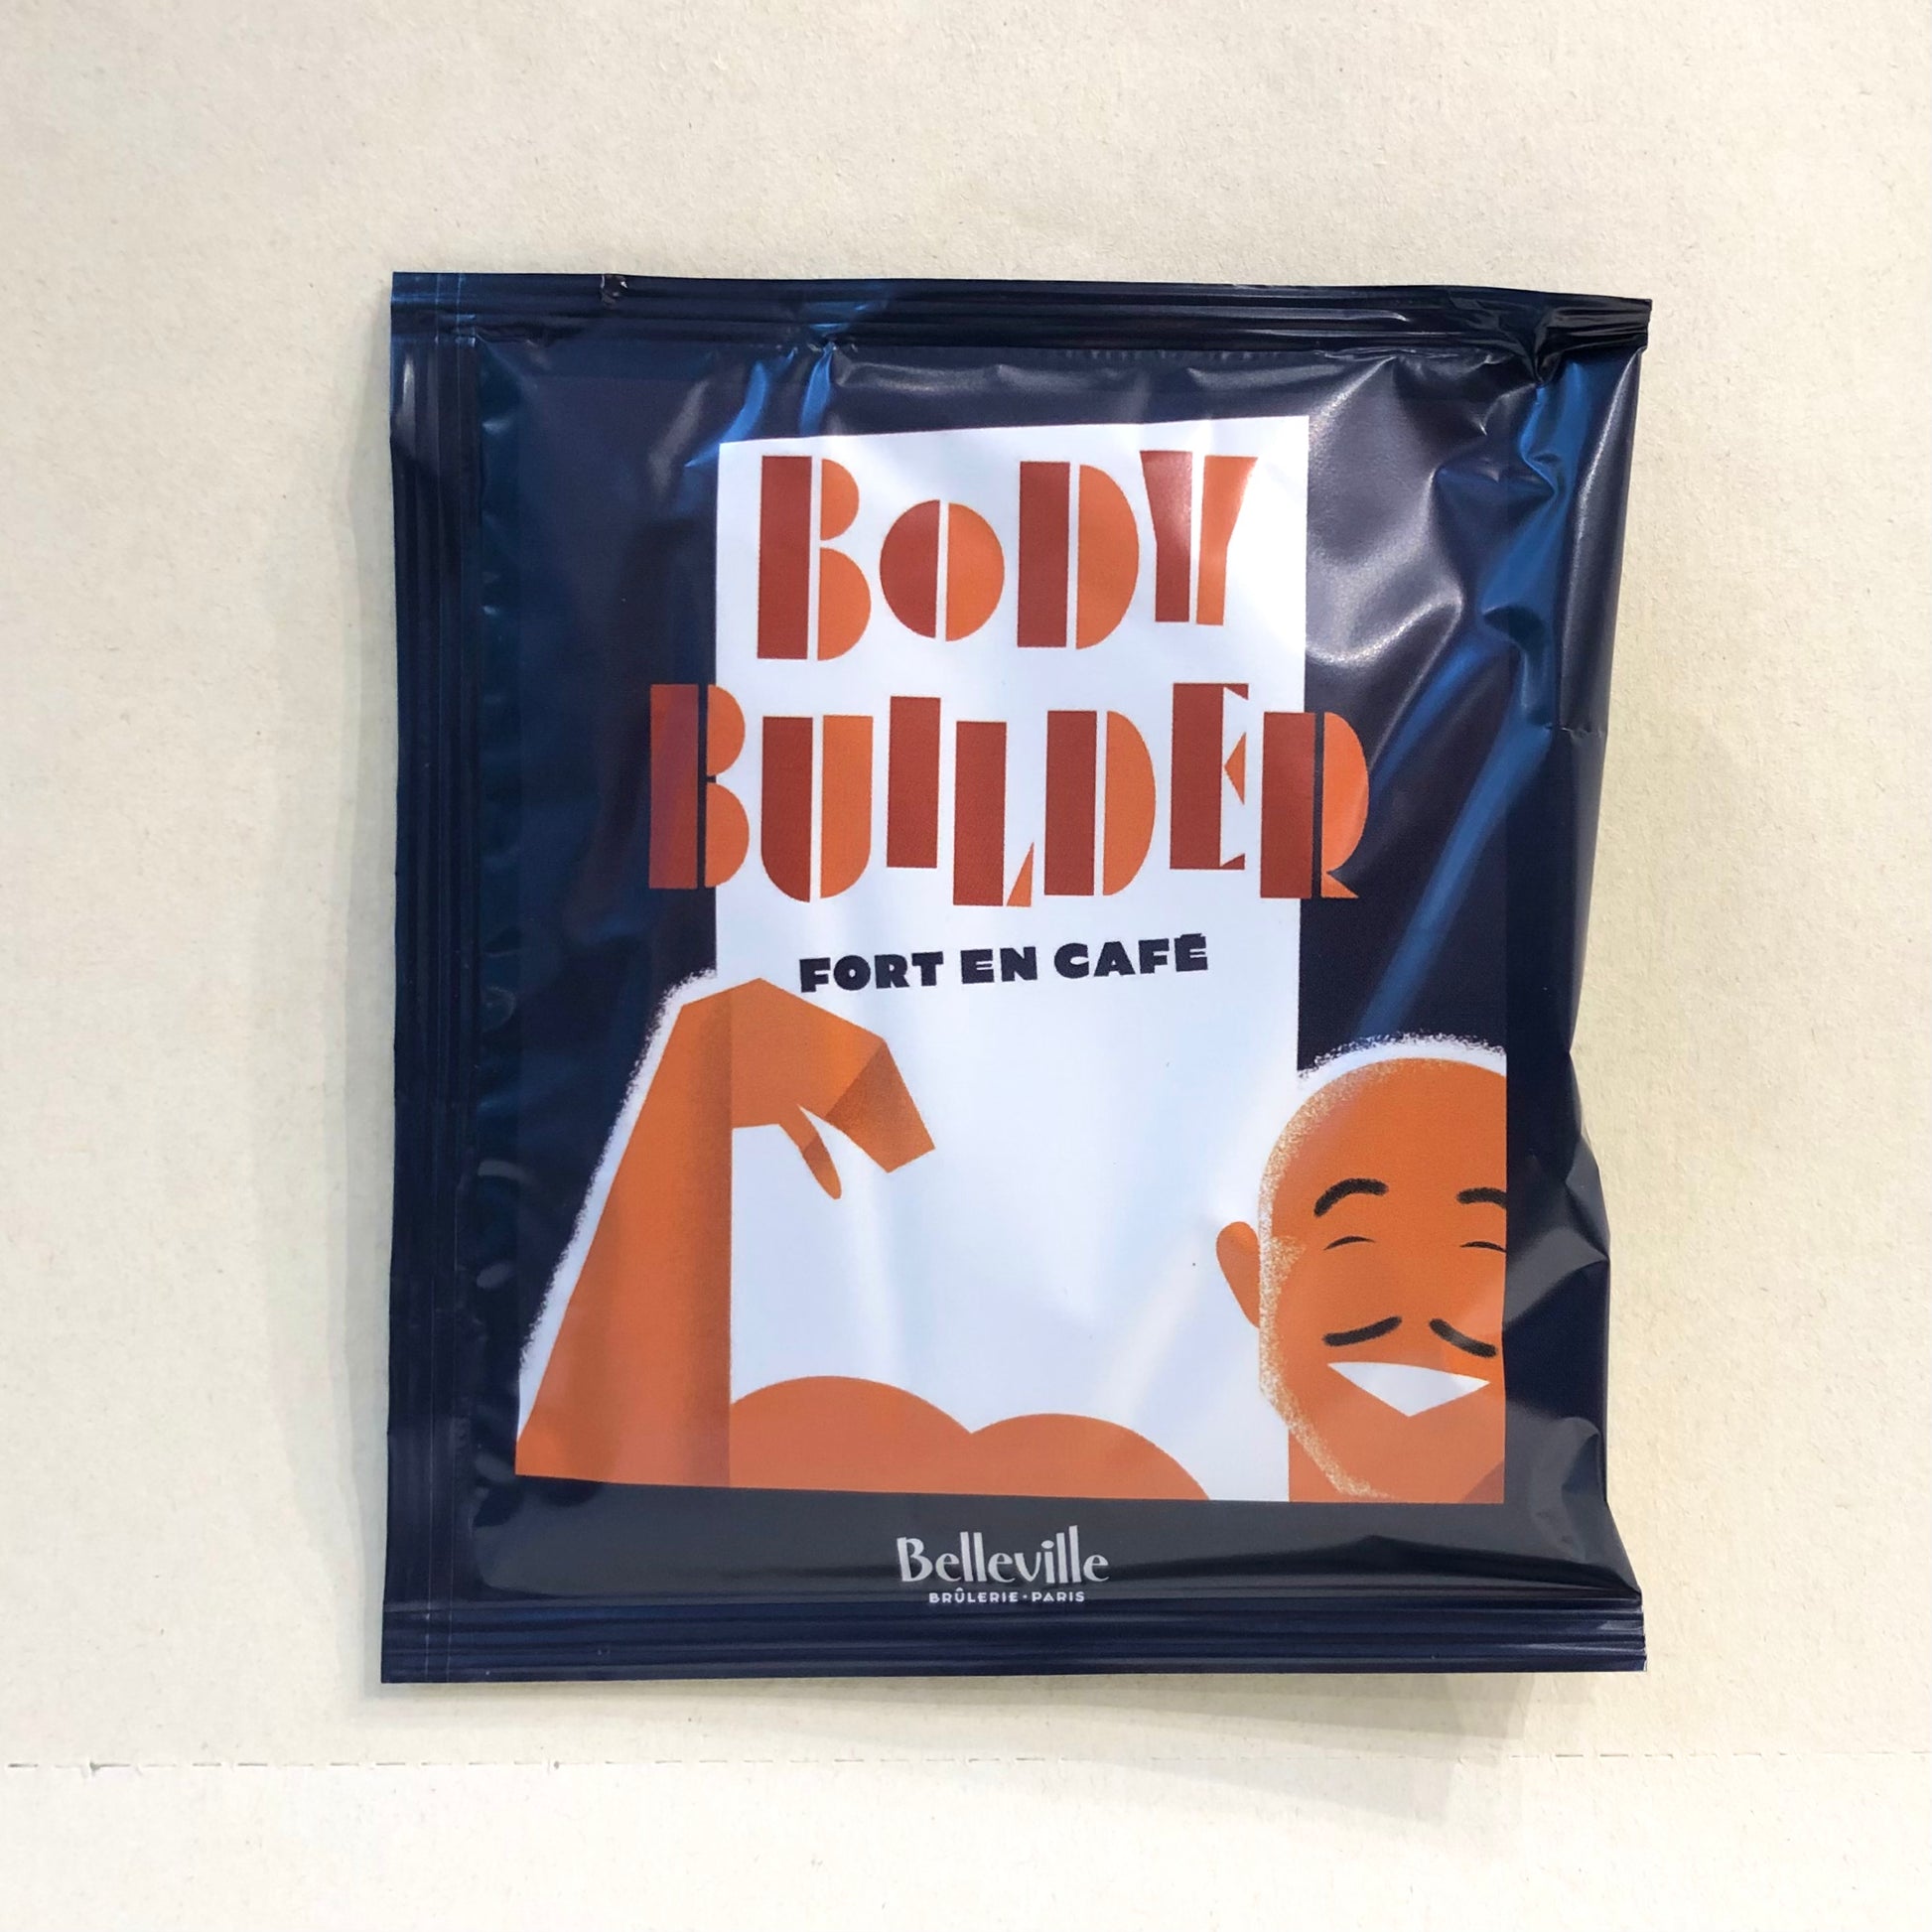 BoDY
BUILDER
FORT EN CAFÉ
Belleville
BRÛLERIE · PARIS